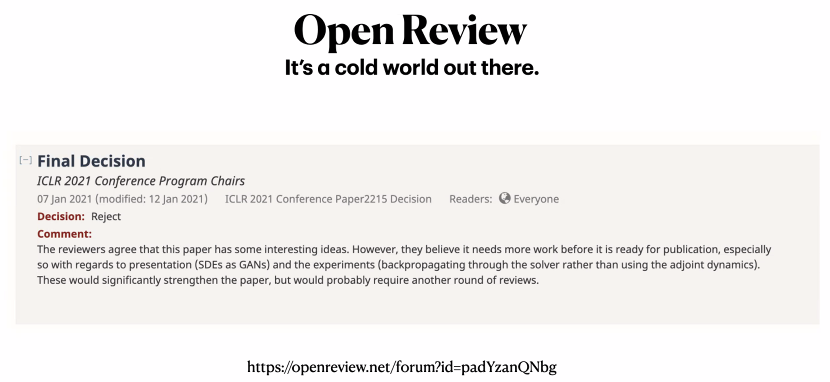 Open Review
It's a cold world out there.
[−] Final Decision
ICLR 2021 Conference Program Chairs
07 Jan 2021 (modified: 12 Jan 2021) ICLR 2021 Conference Paper2215 Decision Readers: Everyone
Decision: Reject
Comment:
The reviewers agree that this paper has some interesting ideas. However, they believe it needs more work before it is ready for publication, especially
so with regards to presentation (SDEs as GANs) and the experiments (backpropagating through the solver rather than using the adjoint dynamics).
These would significantly strengthen the paper, but would probably require another round of reviews.
https://openreview.net/forum?id=padYzanQNbg